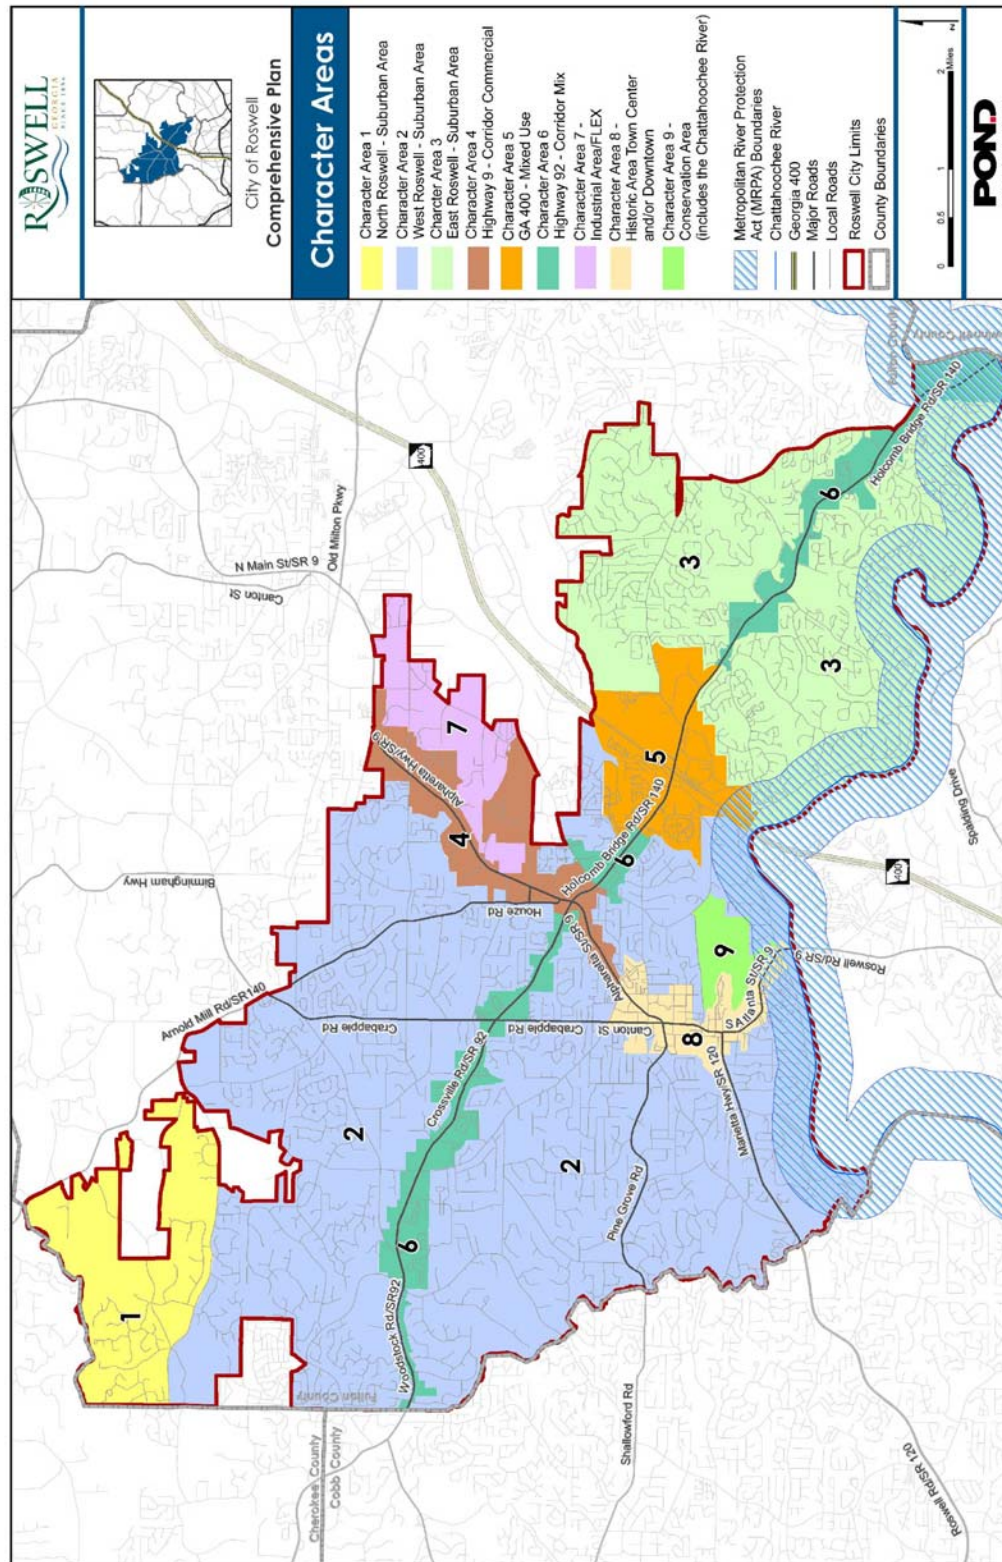 ROSWELL
GEORGIA
City of Roswell
Comprehensive Plan
Character Areas
Character Area 1
North Roswell - Suburban Area
Character Area 2
West Roswell - Suburban Area
Charcter Area 3
East Roswell - Suburban Area
Character Area 4
Highway 9 - Corridor Commercial
Character Area 5
GA 400 - Mixed Use
Character Area 6
Highway 92 - Corridor Mix
Character Area 7 -
Industrial Area/FLEX
Character Area 8 -
Historic Area Town Center
and/or Downtown
Character Area 9 -
Conservation Area
(includes the Chattahoochee River)
Metropolitan River Protection
Act (MRPA) Boundaries
Chattahoochee River
Georgia 400
Major Roads
Local Roads
Roswell City Limits
County Boundaries
0 0.5 1 2
Miles
POND
1
Arnold Mill Rd/SR140
Birmingham Hwy
N Main St/SR 9
Canton St
Old Milton Pkwy
400
Cherokee County
Cobb County
Fulton County
Woodstock Rd/SR92
6
2
Crossville Rd/SR 92
Crabapple Rd
Crabapple Rd
Houze Rd
4
Alpharetta Hwy/SR 9
7
2
Alpharetta St/SR 9
Holcomb Bridge Rd/SR140
6
5
3
3
6
Holcomb Bridge Rd/SR 140
Shallowford Rd
Pine Grove Rd
Canton St
8
9
S Atlanta St/SR 9
Marietta Hwy/SR 120
Roswell Rd/SR 120
Roswell Rd/SR 9
400
Spalding Drive